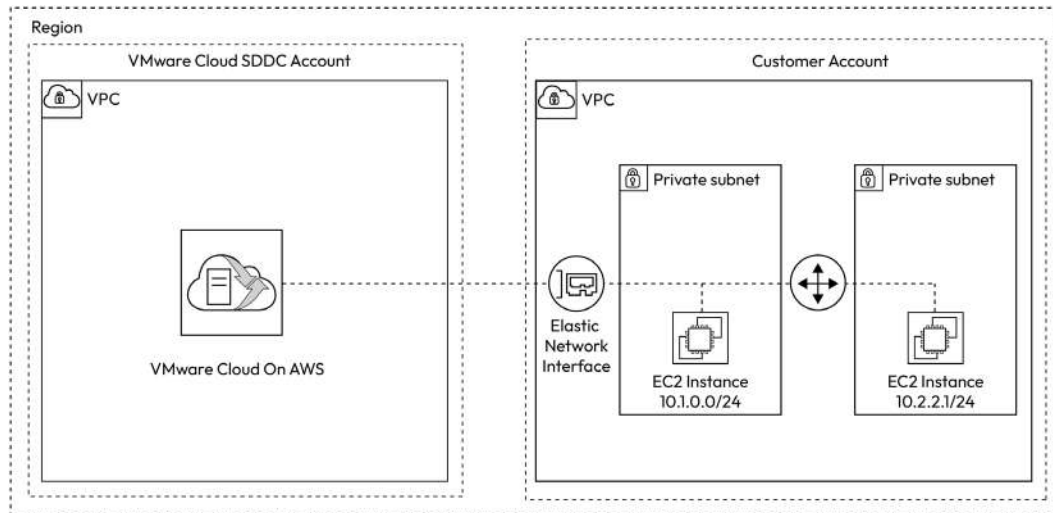 Region
VMware Cloud SDDC Account
VPC
VMware Cloud On AWS
Customer Account
VPC
Elastic
Network
Interface
Private subnet
EC2 Instance
10.1.0.0/24
Private subnet
EC2 Instance
10.2.2.1/24